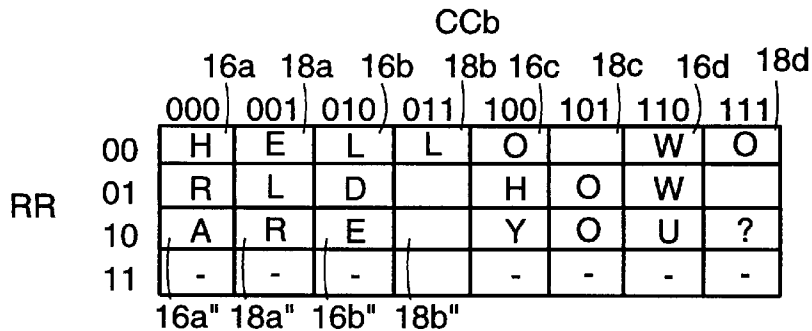 CCb
16a 18a 16b 18b 16c 18c 16d 18d
000 001 010 011 100 101 110 111
00 H E L L O W O
RR 01 R L D H O W
10 A R E Y O U ?
11 - - - - - - -
16a" 18a" 16b" 18b"